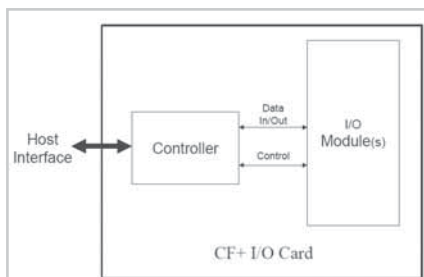 Host
Interface
Controller
Data
In/Out
Control
I/O
Module(s)
CF+ I/O Card